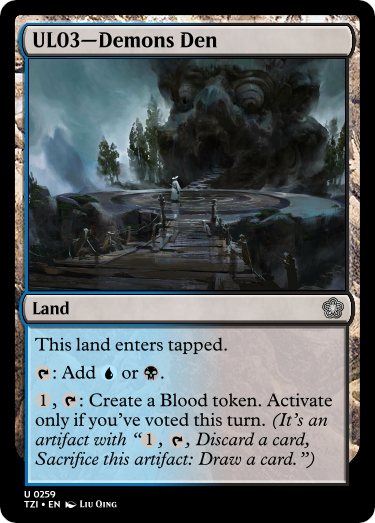 UL03—Demons Den
Land
This land enters tapped.
: Add or .
1, : Create a Blood token. Activate
only if you've voted this turn. (It's an
artifact with "1, , Discard a card,
Sacrifice this artifact: Draw a card.")
U 0259
TZI • EN Liu Qing